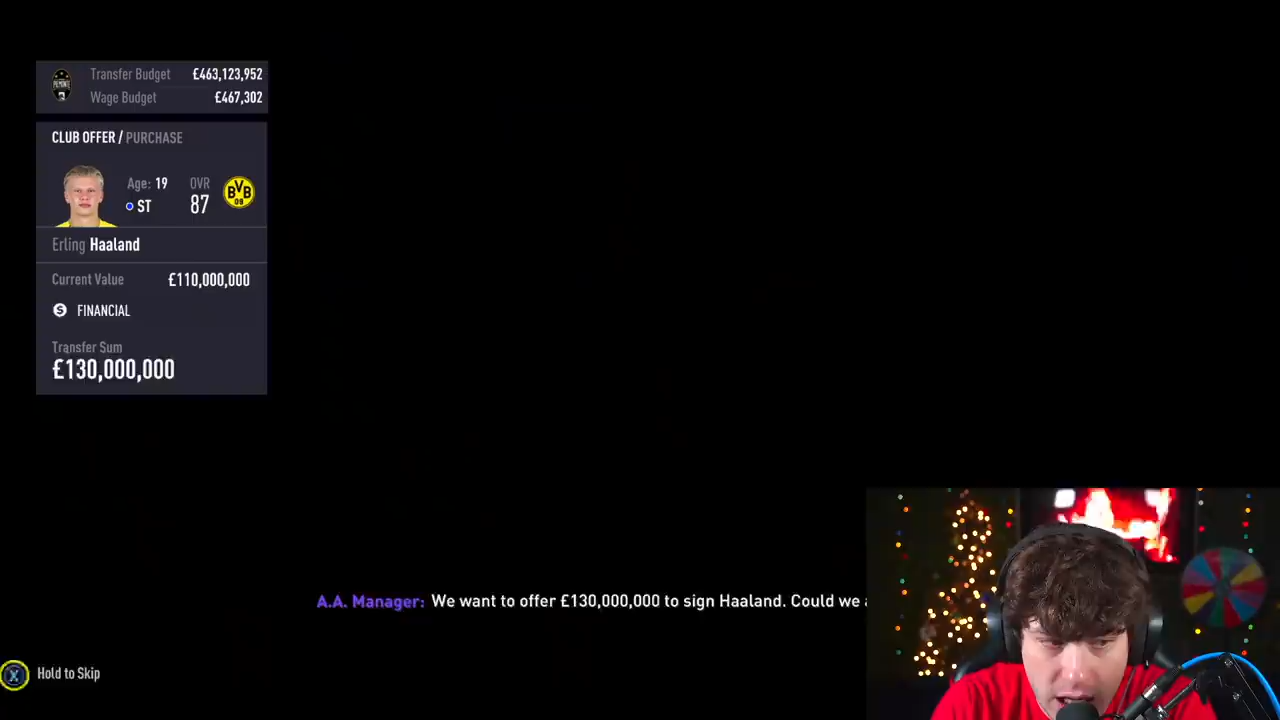 Transfer Budget £463,123,952
PIEMONTE
Wage Budget £467,302
CLUB OFFER / PURCHASE
Age: 19 OVR
ST 87 BVB 09
Erling Haaland
Current Value £110,000,000
$ FINANCIAL
Transfer Sum
£130,000,000
A.A. Manager: We want to offer £130,000,000 to sign Haaland. Could we a
X Hold to Skip